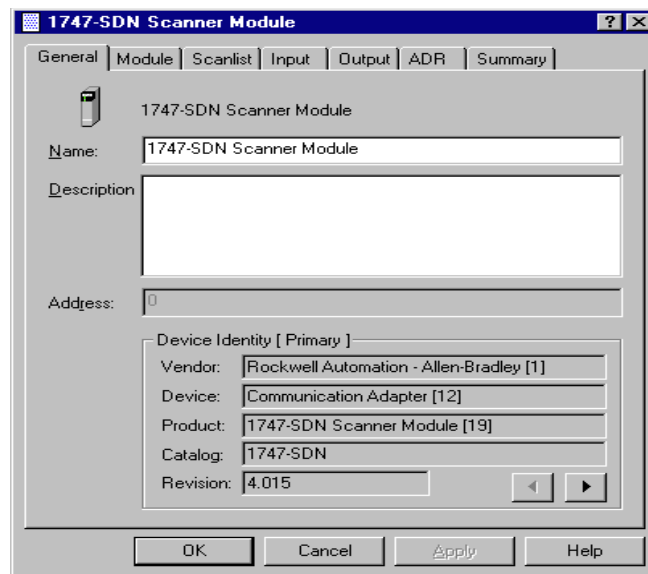 1747-SDN Scanner Module
General Module Scanlist Input Output ADR Summary
1747-SDN Scanner Module
Name: 1747-SDN Scanner Module
Description
Address: 0
Device Identity [ Primary ]
Vendor: Rockwell Automation - Allen-Bradley [1]
Device: Communication Adapter [12]
Product: 1747-SDN Scanner Module [19]
Catalog: 1747-SDN
Revision: 4.015
OK Cancel Apply Help